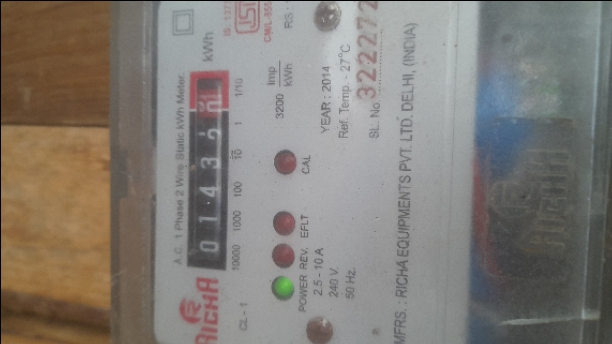 A.C. 1 Phase 2 Wire Static kWh Meter.
RICHA
0 1 4 3 2
kWh
10000 1000 100 10 1 1/10
CL - 1
POWER REV. EFLT
CAL
3200 imp/kWh
2.5 - 10 A
240 V.
50 Hz.
YEAR : 2014
Ref. Temp. - 27°C
SL. No. 322272
MFRS. : RICHA EQUIPMENTS PVT. LTD. DELHI, (INDIA)
RICHA